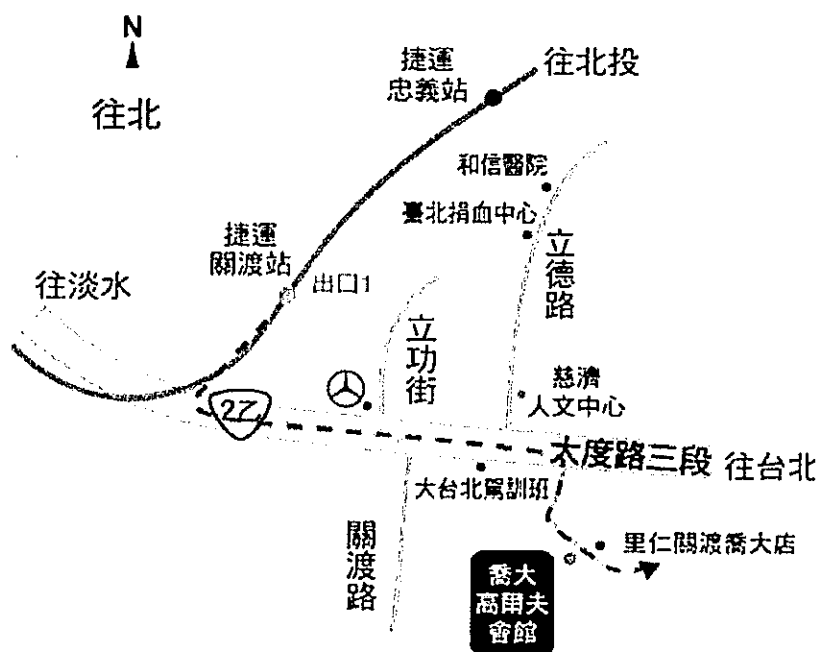 N
往北
捷運
忠義站
往北投
和信醫院
臺北捐血中心
立德路
捷運
關渡站
出口1
往淡水
立功街
慈濟
人文中心
2乙
大度路三段
往台北
大台北駕訓班
關渡路
里仁關渡喬大店
喬大
高爾夫
會館